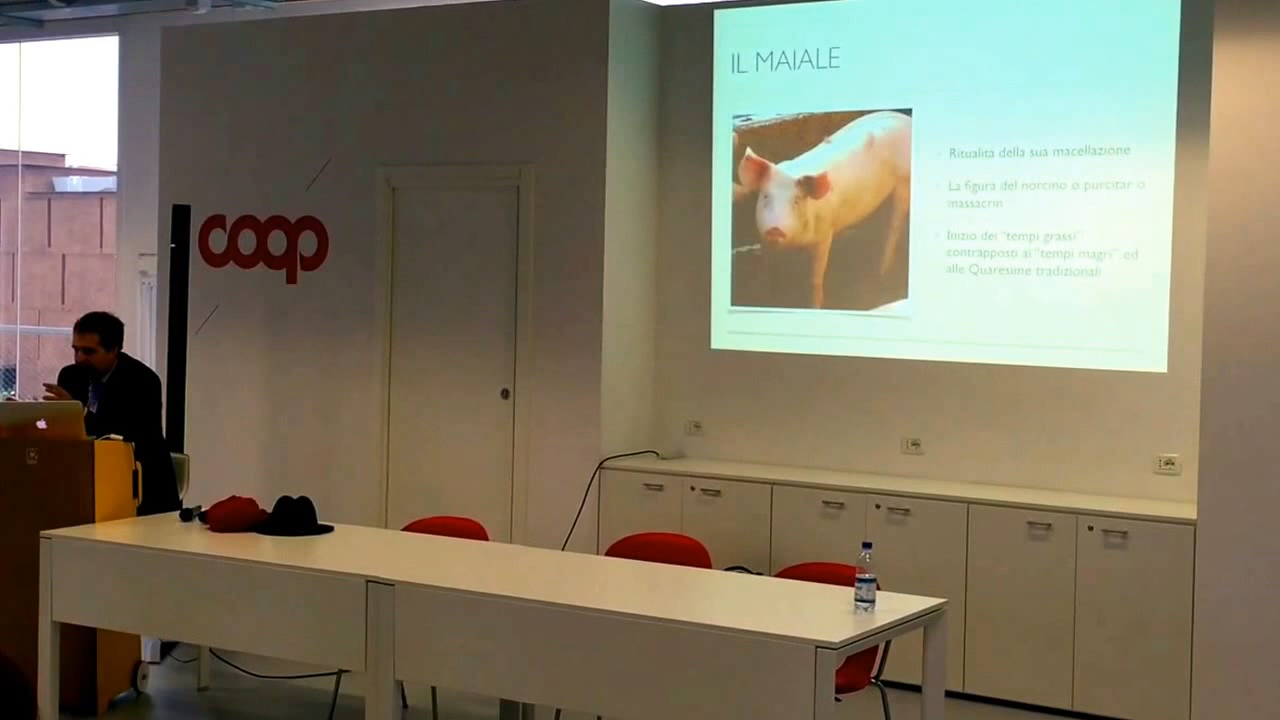 IL MAIALE
Ritualità della sua macellazione
La figura del norcino o purcitar o
massacrin
Inizio dei "tempi grassi"
contrapposti ai "tempi magri" ed
alle Quaresime tradizionali
coop